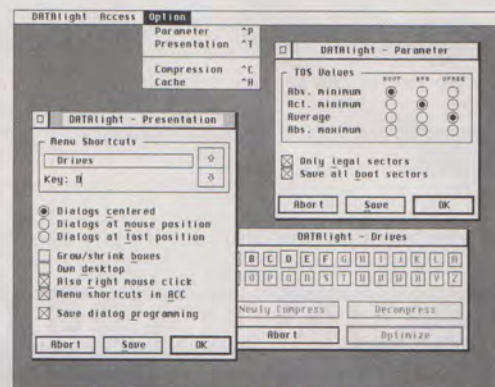 DATAlight Access Option
Parameter ^P
Presentation ^T
Compression ^C
Cache ^H
DATAlight - Parameter
TOS Values
BOOT BPB DFREE
Abs. minimum
Act. minimum
Average
Abs. maximum
Only legal sectors
Save all boot sectors
Abort Save OK
DATAlight - Presentation
Menu Shortcuts
Drives
Key: D
Dialogs centered
Dialogs at mouse position
Dialogs at last position
Grow/shrink boxes
Own desktop
Also right mouse click
Menu shortcuts in ACC
Save dialog programming
Abort Save OK
DATAlight - Drives
B C D E F G H I J K L M
O P Q R S T U V W X Y Z
Newly Compress Decompress
Abort Optimize